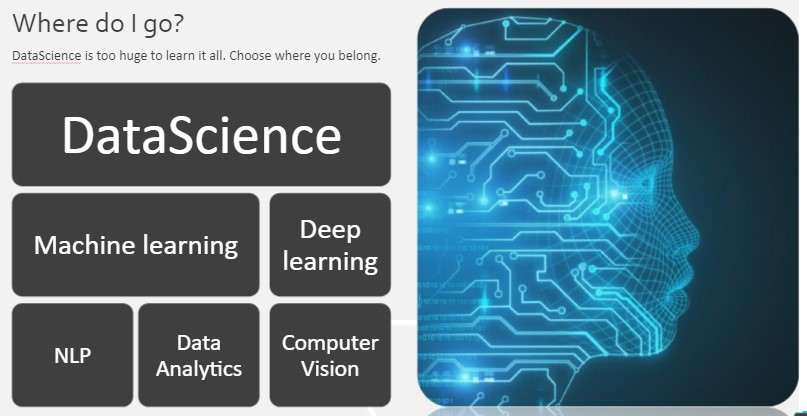 Where do I go?
DataScience is too huge to learn it all. Choose where you belong.
DataScience
Machine learning
Deep
learning
NLP
Data
Analytics
Computer
Vision